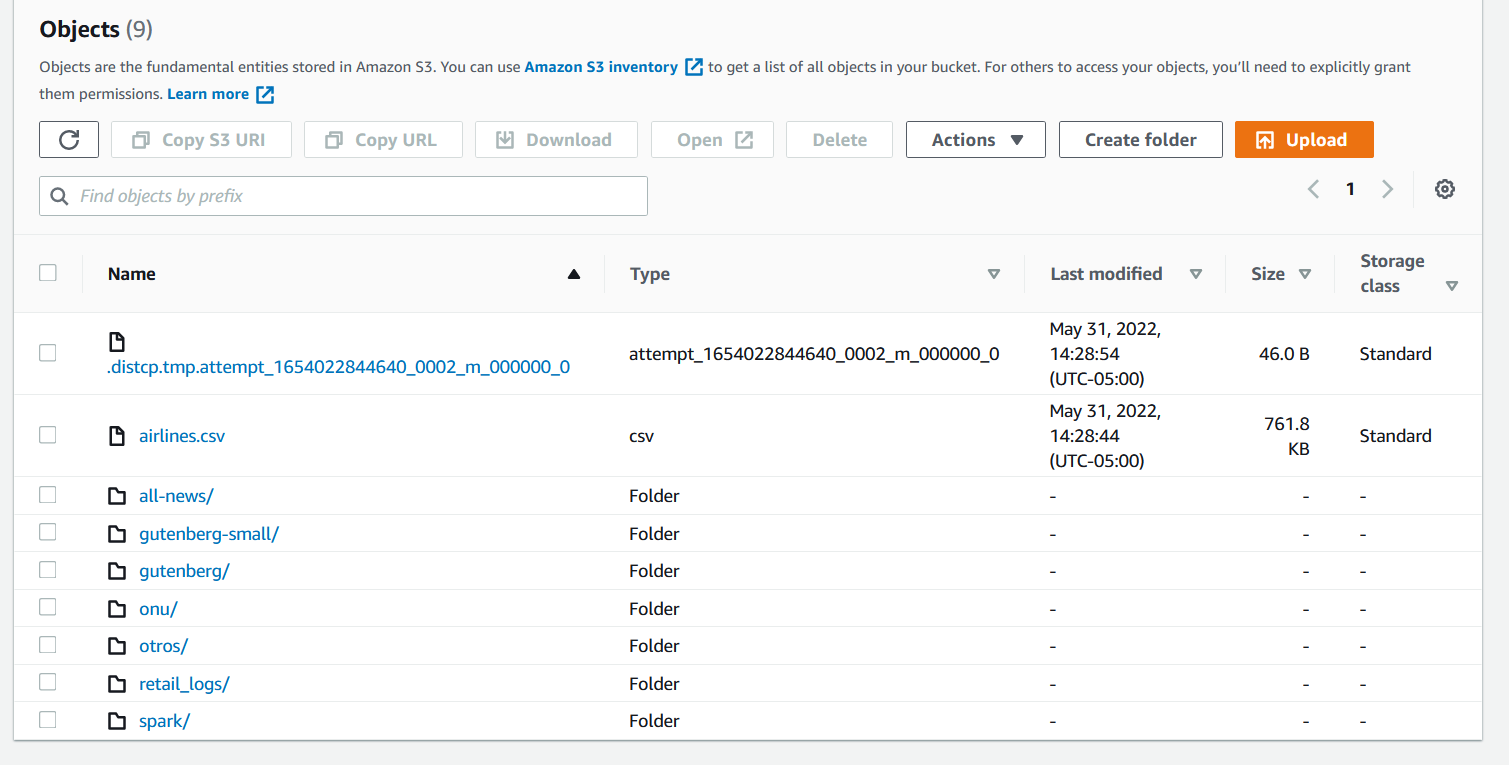 Objects (9)
Objects are the fundamental entities stored in Amazon S3. You can use Amazon S3 inventory to get a list of all objects in your bucket. For others to access your objects, you’ll need to explicitly grant
them permissions. Learn more
Copy S3 URI Copy URL Download Open Delete Actions Create folder Upload
Find objects by prefix 1
Name Type Last modified Size Storage
class
.distcp.tmp.attempt_1654022844640_0002_m_000000_0 attempt_1654022844640_0002_m_000000_0 May 31, 2022,
14:28:54
(UTC-05:00) 46.0 B Standard
airlines.csv csv May 31, 2022,
14:28:44
(UTC-05:00) 761.8
KB Standard
all-news/ Folder - - -
gutenberg-small/ Folder - - -
gutenberg/ Folder - - -
onu/ Folder - - -
otros/ Folder - - -
retail_logs/ Folder - - -
spark/ Folder - - -